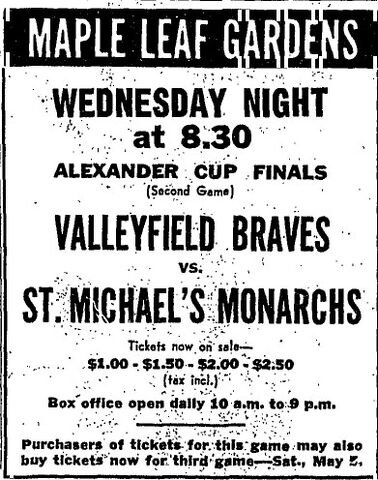 MAPLE LEAF GARDENS
WEDNESDAY NIGHT
at 8.30
ALEXANDER CUP FINALS
(Second Game)
VALLEYFIELD BRAVES
vs.
ST. MICHAEL'S MONARCHS
Tickets now on sale—
$1.00 - $1.50 - $2.00 - $2.50
(tax incl.)
Box office open daily 10 a.m. to 9 p.m.
Purchasers of tickets for this game may also
buy tickets now for third game—Sat., May